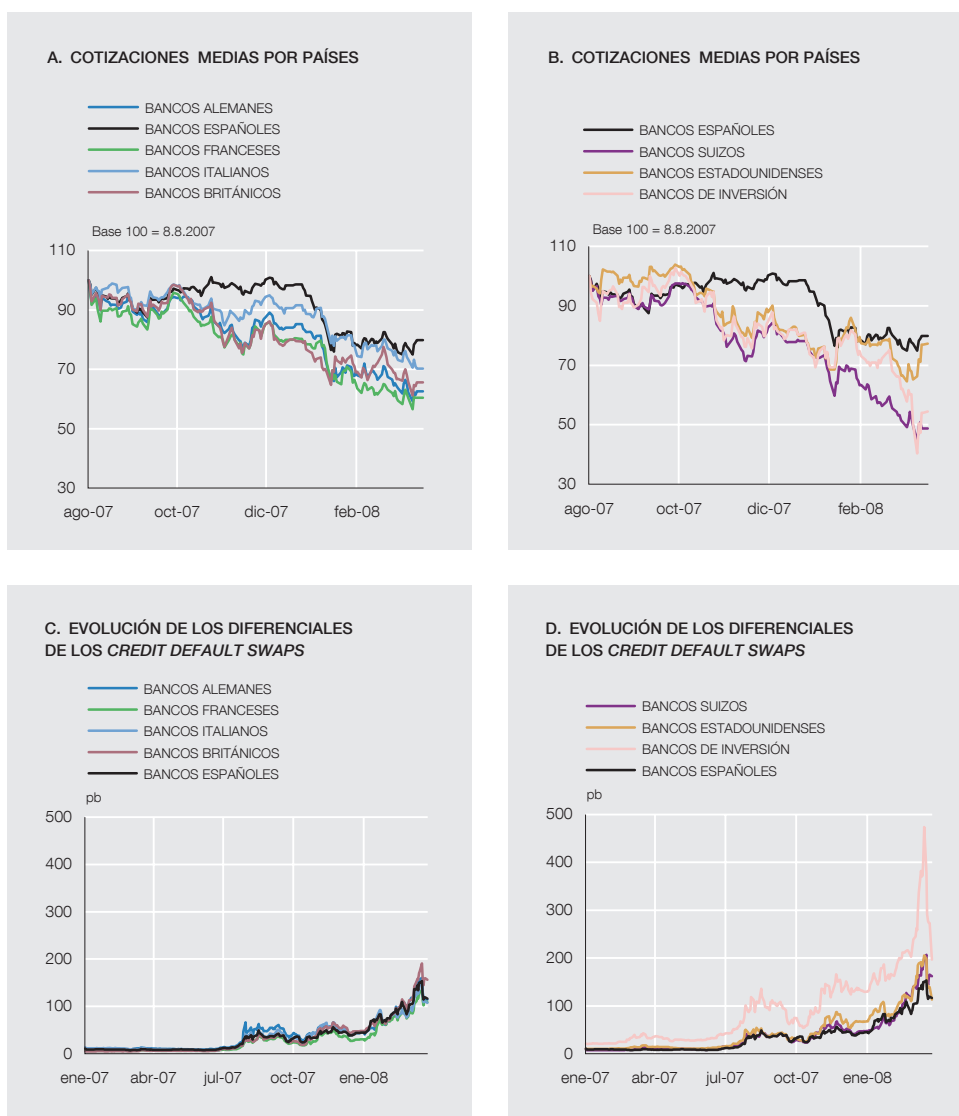 A. COTIZACIONES MEDIAS POR PAÍSES
BANCOS ALEMANES
BANCOS ESPAÑOLES
BANCOS FRANCESES
BANCOS ITALIANOS
BANCOS BRITÁNICOS
Base 100 = 8.8.2007
110
90
70
50
30
ago-07 oct-07 dic-07 feb-08
B. COTIZACIONES MEDIAS POR PAÍSES
BANCOS ESPAÑOLES
BANCOS SUIZOS
BANCOS ESTADOUNIDENSES
BANCOS DE INVERSIÓN
Base 100 = 8.8.2007
110
90
70
50
30
ago-07 oct-07 dic-07 feb-08
C. EVOLUCIÓN DE LOS DIFERENCIALES
DE LOS CREDIT DEFAULT SWAPS
BANCOS ALEMANES
BANCOS FRANCESES
BANCOS ITALIANOS
BANCOS BRITÁNICOS
BANCOS ESPAÑOLES
pb
500
400
300
200
100
0
ene-07 abr-07 jul-07 oct-07 ene-08
D. EVOLUCIÓN DE LOS DIFERENCIALES
DE LOS CREDIT DEFAULT SWAPS
BANCOS SUIZOS
BANCOS ESTADOUNIDENSES
BANCOS DE INVERSIÓN
BANCOS ESPAÑOLES
pb
500
400
300
200
100
0
ene-07 abr-07 jul-07 oct-07 ene-08